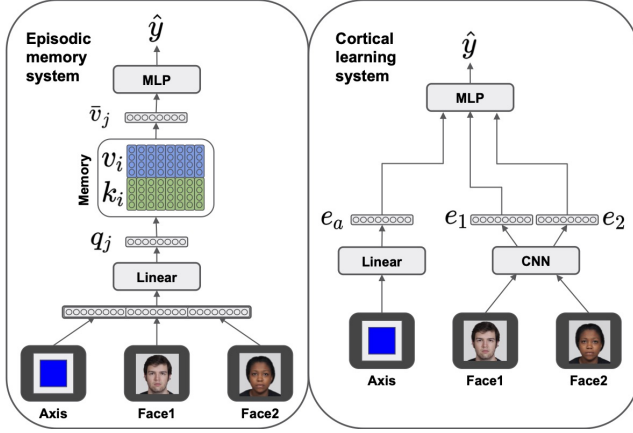 Episodic
memory
system
ŷ
MLP
v̄ⱼ
Memory
vᵢ
kᵢ
qⱼ
Linear
Axis
Face1
Face2
Cortical
learning
system
ŷ
MLP
eₐ
e₁
e₂
Linear
CNN
Axis
Face1
Face2